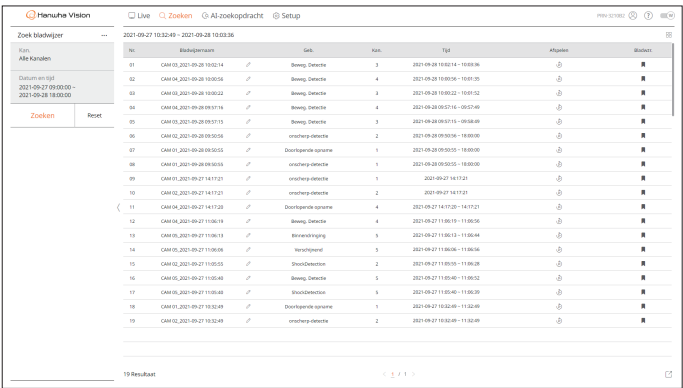 Hanwha Vision
Live Zoeken AI-zoekopdracht Setup
Zoek bladwijzer ...
2021-09-27 10:32:49 ~ 2021-09-28 10:03:36
Kan.
Alle Kanalen
Datum en tijd
2021-09-27 09:00:00 ~
2021-09-28 18:00:00
Zoeken Reset
Nr. Bladwijzernaam Geb. Kan. Tijd Afspelen Bladwz.
01 CAM 03_2021-09-28 10:02:14 Beweg. Detectie 3 2021-09-28 10:02:14 ~ 10:03:36
02 CAM 04_2021-09-28 10:00:56 Beweg. Detectie 4 2021-09-28 10:00:56 ~ 10:01:35
03 CAM 03_2021-09-28 10:00:22 Beweg. Detectie 3 2021-09-28 10:00:22 ~ 10:01:52
04 CAM 04_2021-09-28 09:57:16 Beweg. Detectie 4 2021-09-28 09:57:16 ~ 09:57:49
05 CAM 03_2021-09-28 09:57:15 Beweg. Detectie 3 2021-09-28 09:57:15 ~ 09:58:49
06 CAM 02_2021-09-28 09:50:56 onscherp-detectie 2 2021-09-28 09:50:56 ~ 18:00:00
07 CAM 01_2021-09-28 09:50:55 Doorlopende opname 1 2021-09-28 09:50:55 ~ 18:00:00
08 CAM 01_2021-09-28 09:50:55 onscherp-detectie 1 2021-09-28 09:50:55 ~ 18:00:00
09 CAM 01_2021-09-27 14:17:21 onscherp-detectie 1 2021-09-27 14:17:21
10 CAM 02_2021-09-27 14:17:21 onscherp-detectie 2 2021-09-27 14:17:21
11 CAM 04_2021-09-27 14:17:20 Doorlopende opname 4 2021-09-27 14:17:20 ~ 14:17:21
12 CAM 04_2021-09-27 11:06:19 Beweg. Detectie 4 2021-09-27 11:06:19 ~ 11:06:56
13 CAM 05_2021-09-27 11:06:13 Binnendringing 5 2021-09-27 11:06:13 ~ 11:06:44
14 CAM 05_2021-09-27 11:06:06 Verschijnend 5 2021-09-27 11:06:06 ~ 11:06:56
15 CAM 02_2021-09-27 11:05:55 ShockDetection 2 2021-09-27 11:05:55 ~ 11:06:28
16 CAM 05_2021-09-27 11:05:40 Beweg. Detectie 5 2021-09-27 11:05:40 ~ 11:06:52
17 CAM 05_2021-09-27 11:05:40 ShockDetection 5 2021-09-27 11:05:40 ~ 11:06:39
18 CAM 01_2021-09-27 10:32:49 Doorlopende opname 1 2021-09-27 10:32:49 ~ 11:32:49
19 CAM 02_2021-09-27 10:32:49 onscherp-detectie 2 2021-09-27 10:32:49 ~ 11:32:49
19 Resultaat < 1 / 1 >